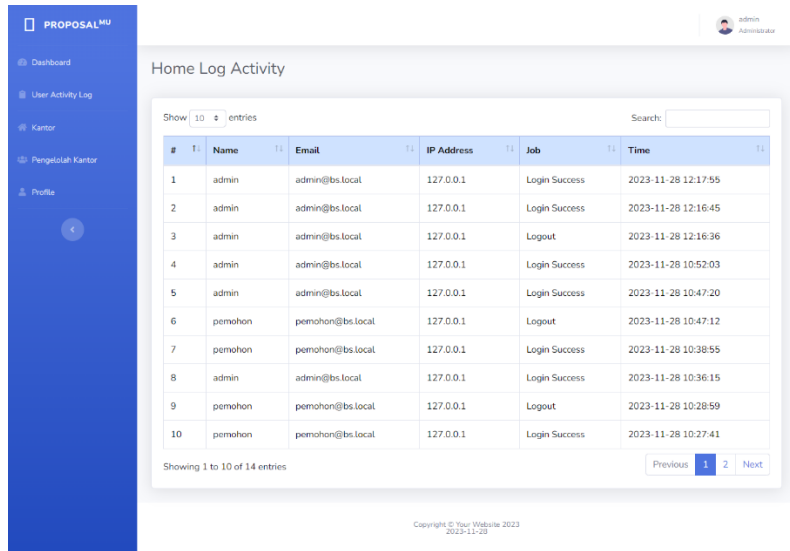 PROPOSALMU
admin
Administrator
Dashboard
User Activity Log
Kantor
Pengelolah Kantor
Profile
Home Log Activity
Show 10 entries
Search:
# Name Email IP Address Job Time
1 admin admin@bs.local 127.0.0.1 Login Success 2023-11-28 12:17:55
2 admin admin@bs.local 127.0.0.1 Login Success 2023-11-28 12:16:45
3 admin admin@bs.local 127.0.0.1 Logout 2023-11-28 12:16:36
4 admin admin@bs.local 127.0.0.1 Login Success 2023-11-28 10:52:03
5 admin admin@bs.local 127.0.0.1 Login Success 2023-11-28 10:47:20
6 pemohon pemohon@bs.local 127.0.0.1 Logout 2023-11-28 10:47:12
7 pemohon pemohon@bs.local 127.0.0.1 Login Success 2023-11-28 10:38:55
8 admin admin@bs.local 127.0.0.1 Login Success 2023-11-28 10:36:15
9 pemohon pemohon@bs.local 127.0.0.1 Logout 2023-11-28 10:28:59
10 pemohon pemohon@bs.local 127.0.0.1 Login Success 2023-11-28 10:27:41
Showing 1 to 10 of 14 entries
Previous 1 2 Next
Copyright © Your Website 2023
2023-11-28